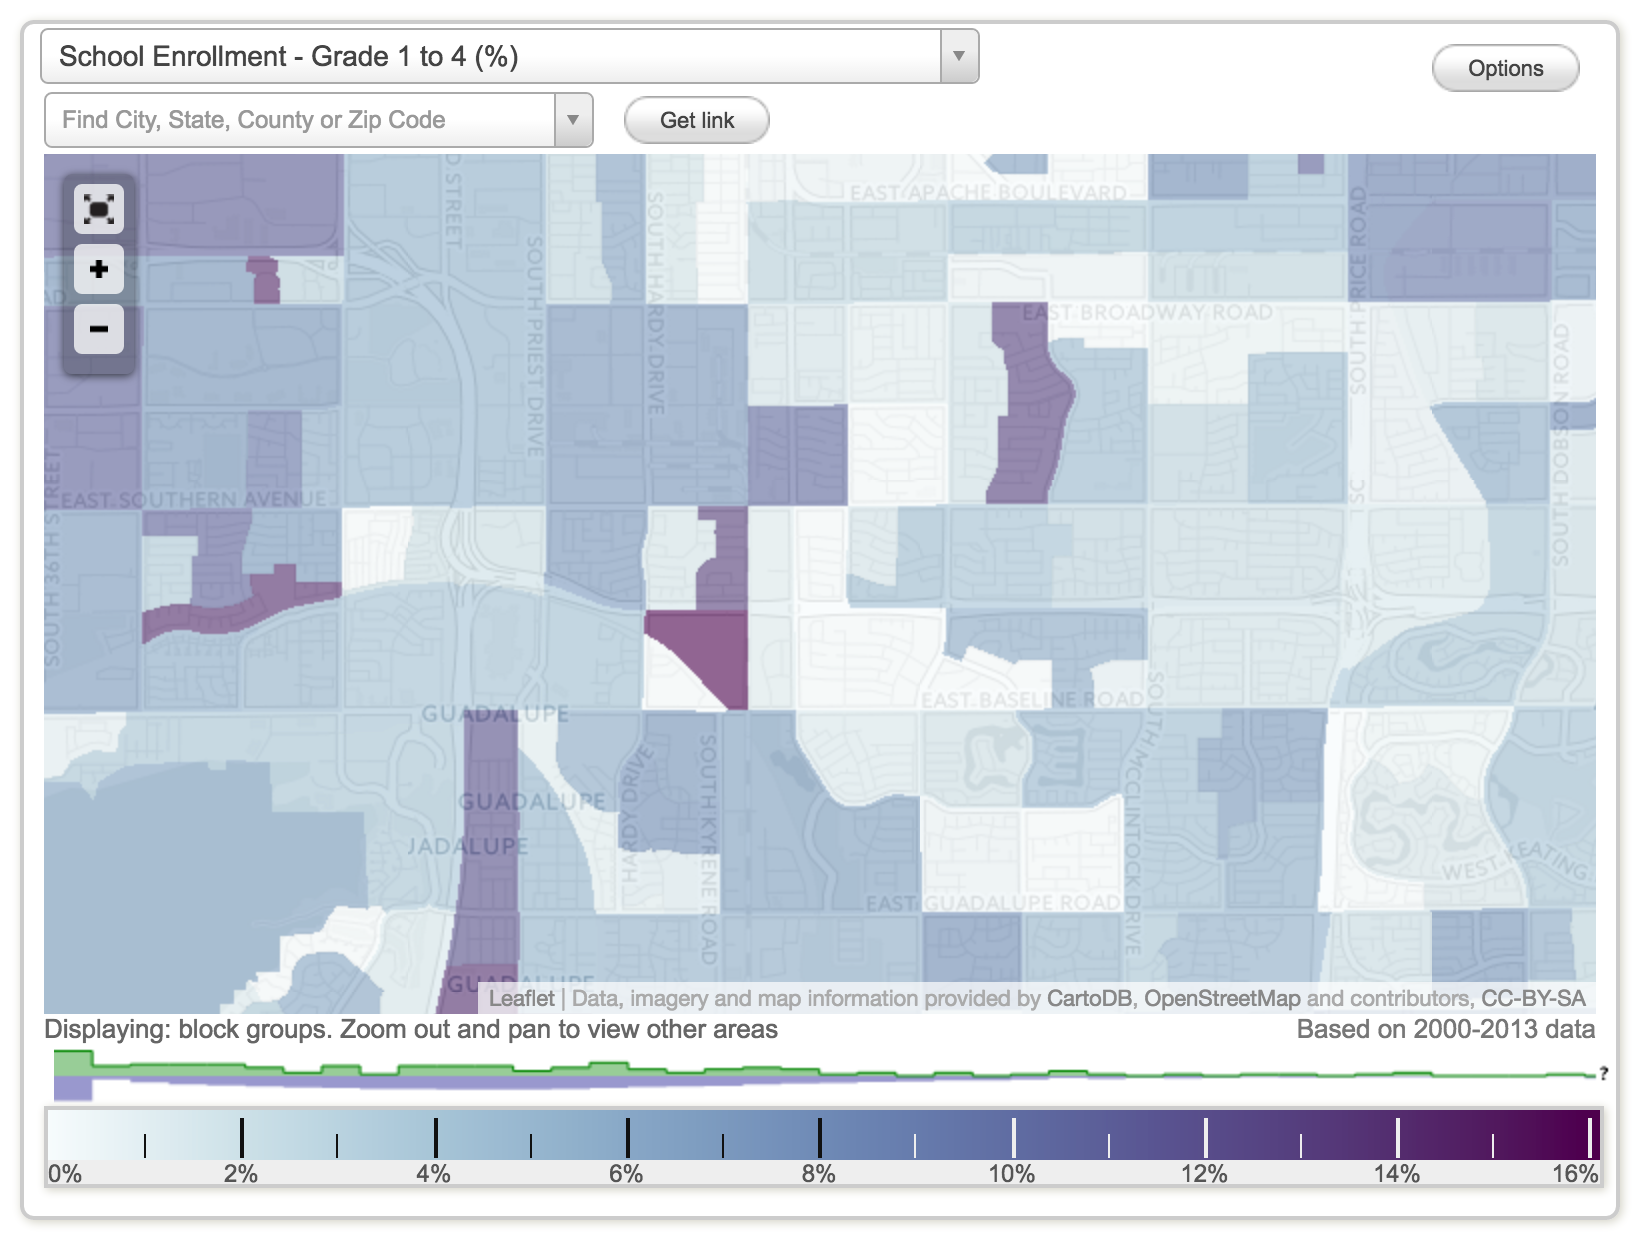 School Enrollment - Grade 1 to 4 (%)
Options
Find City, State, County or Zip Code
Get link
EAST APACHE BOULEVARD
D STREET
SOUTH HARDY DRIVE
SOUTH PRIEST DRIVE
SOUTH PRICE ROAD
AD
EAST BROADWAY ROAD
SOUTH DOBSON ROAD
EAST SOUTHERN AVENUE
SOUTH 36TH STREET
SC
EAST BASELINE ROAD
SOUTH MCCLINTOCK DRIVE
GUADALUPE
HARDY DRIVE
SOUTH KYRENE ROAD
GUADALUPE
JADALUPE
WEST KEATING
EAST GUADALUPE ROAD
GUADALUPE
Leaflet | Data, imagery and map information provided by CartoDB, OpenStreetMap and contributors, CC-BY-SA
Displaying: block groups. Zoom out and pan to view other areas
Based on 2000-2013 data
?
0% 2% 4% 6% 8% 10% 12% 14% 16%